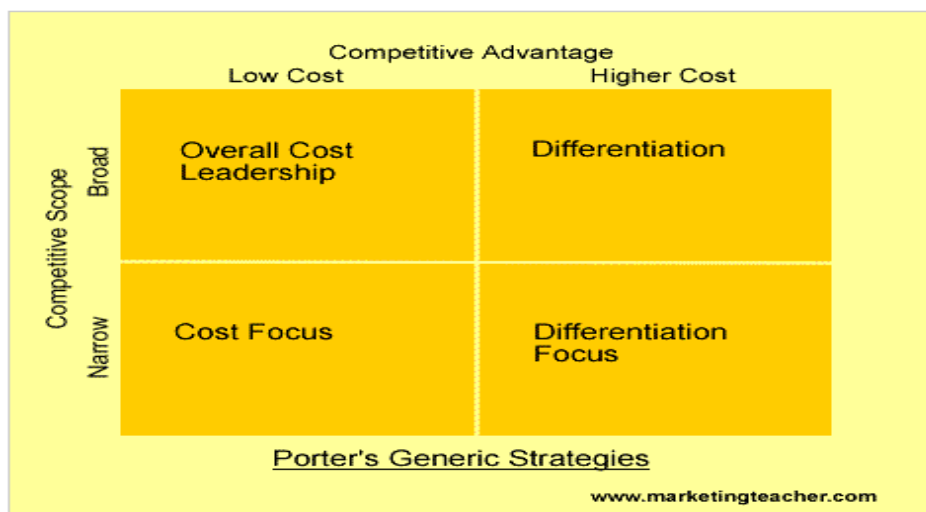 Competitive Advantage
Low Cost
Higher Cost
Competitive Scope
Broad
Overall Cost
Leadership
Differentiation
Narrow
Cost Focus
Differentiation
Focus
Porter's Generic Strategies
www.marketingteacher.com